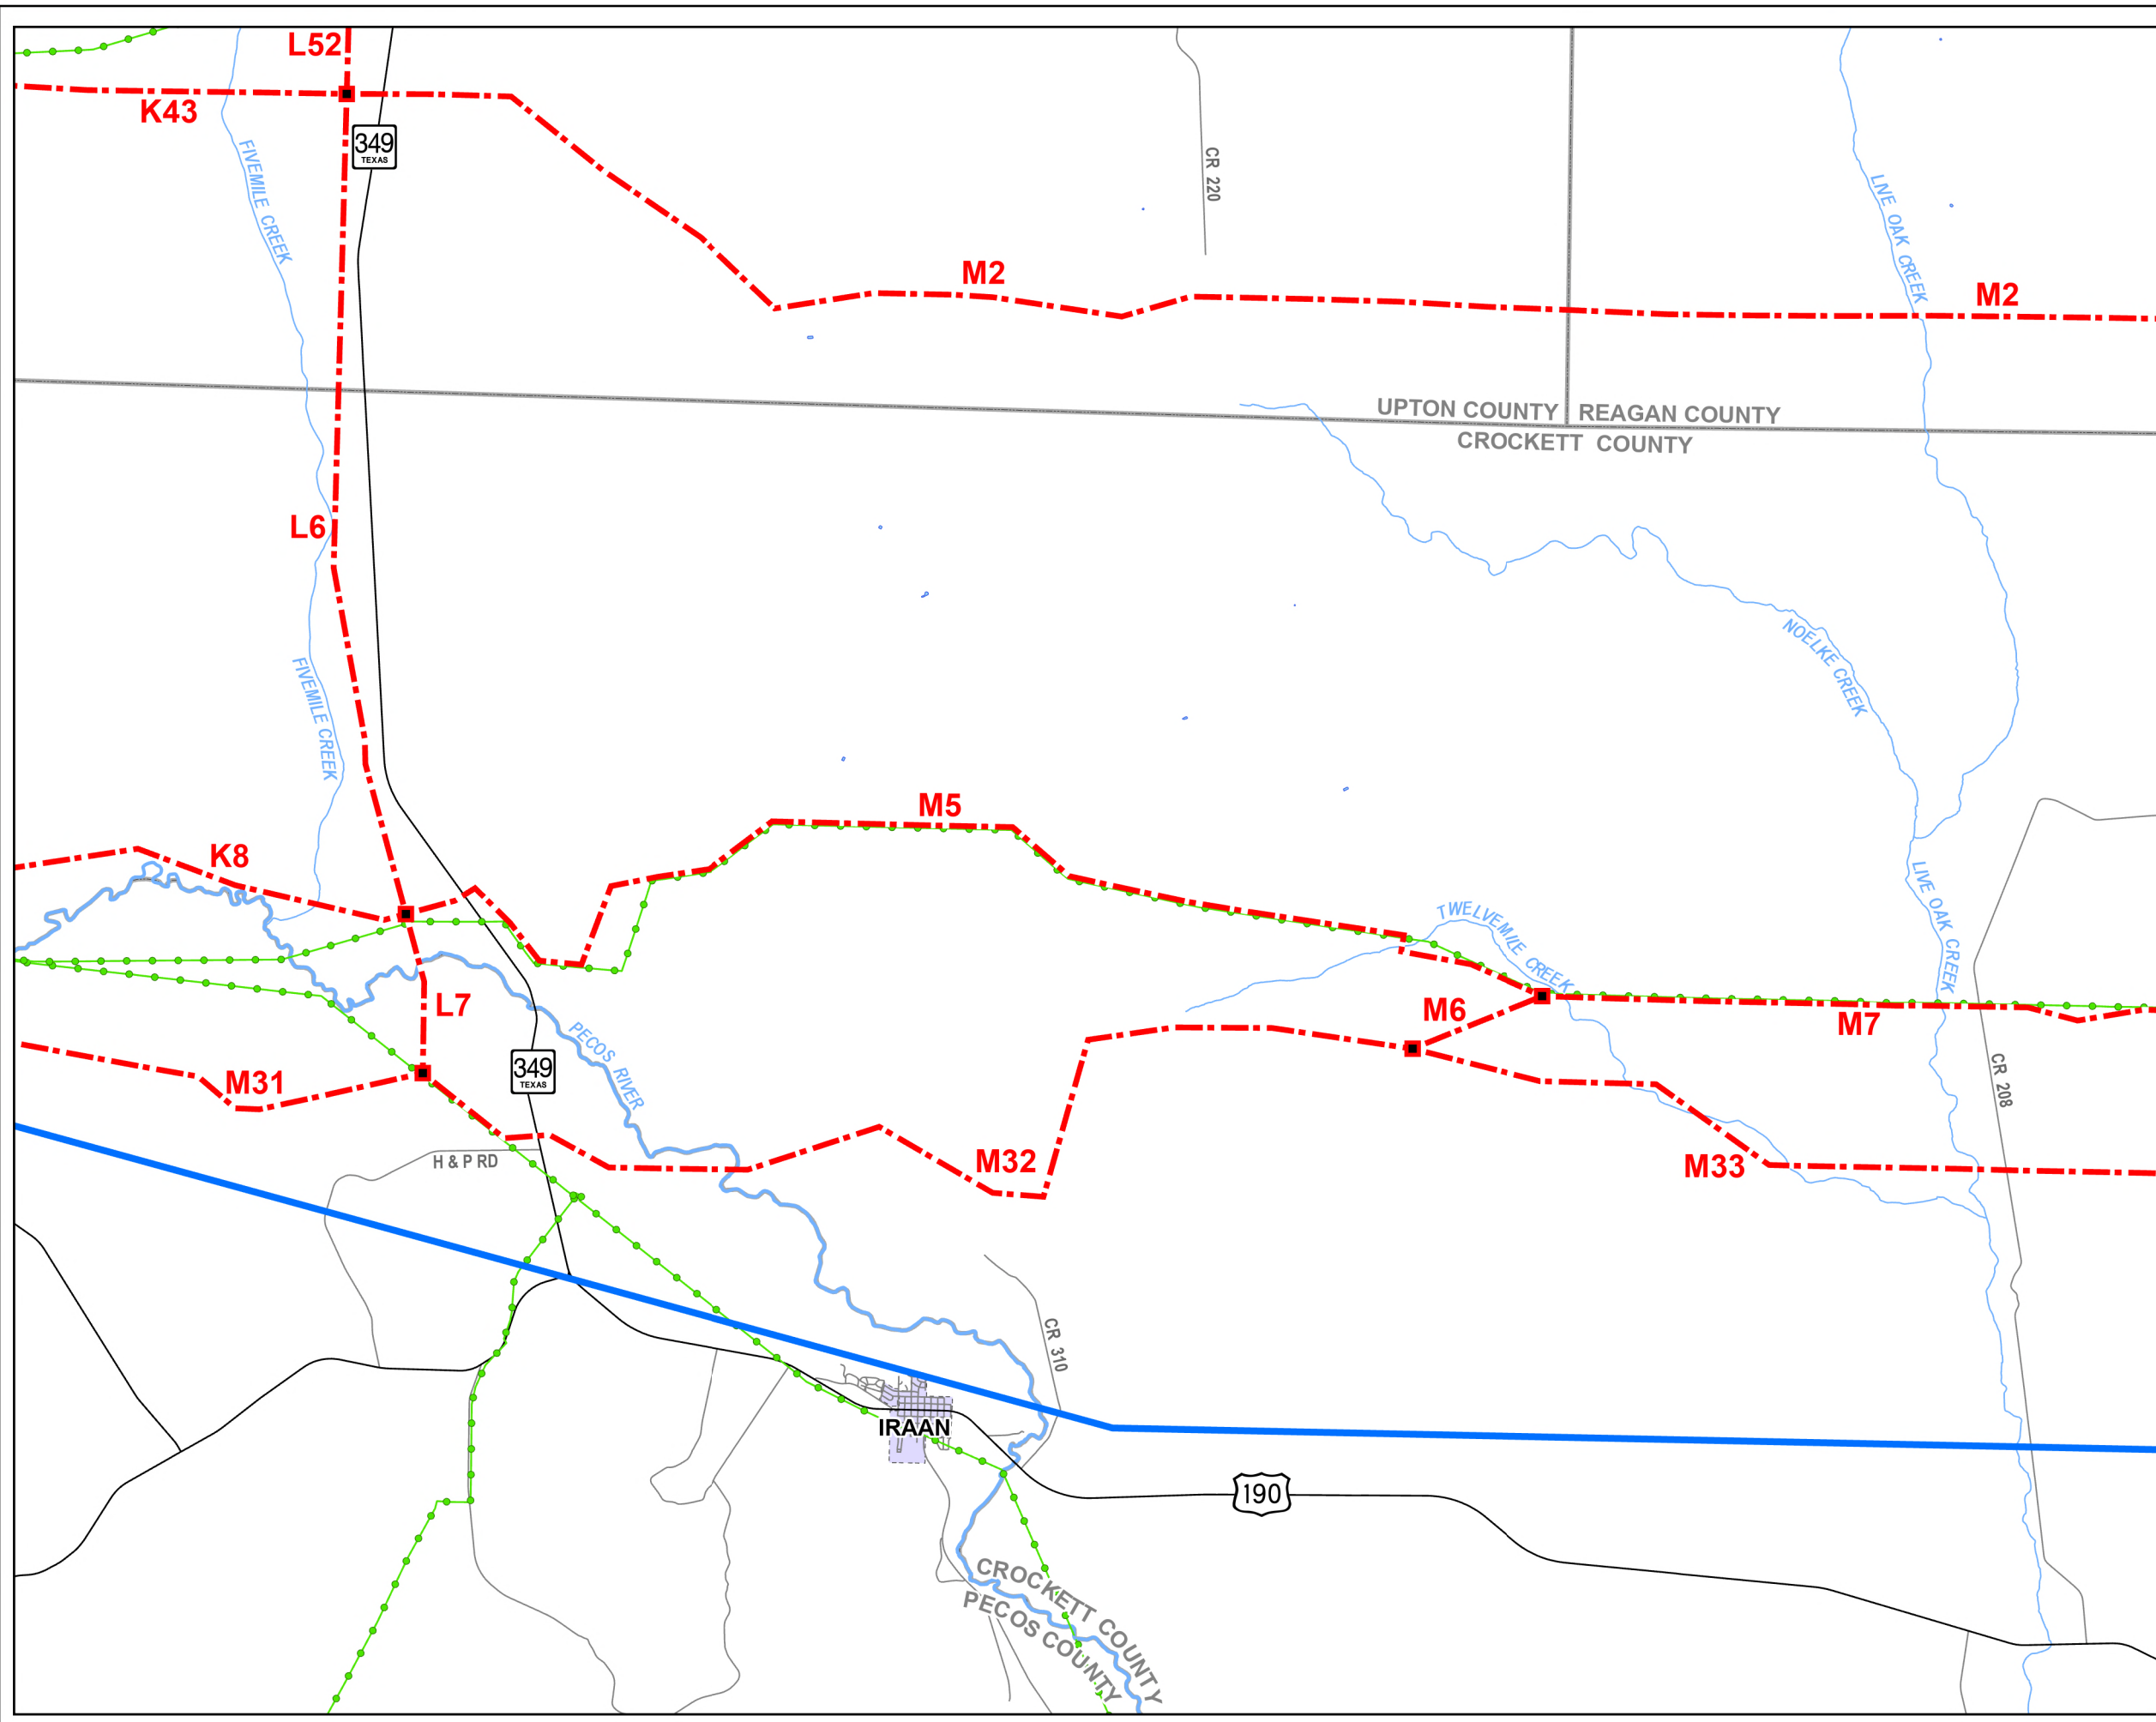 L52
K43
349
TEXAS
FIVEMILE CREEK
CR 220
LIVE OAK CREEK
M2
M2
UPTON COUNTY
REAGAN COUNTY
CROCKETT COUNTY
L6
NOELKE CREEK
FIVEMILE CREEK
M5
K8
LIVE OAK CREEK
TWELVEMILE CREEK
L7
M6
M7
PECOS RIVER
349
TEXAS
M31
CR 208
H & P RD
M32
M33
CR 310
IRAAN
190
CROCKETT COUNTY
PECOS COUNTY